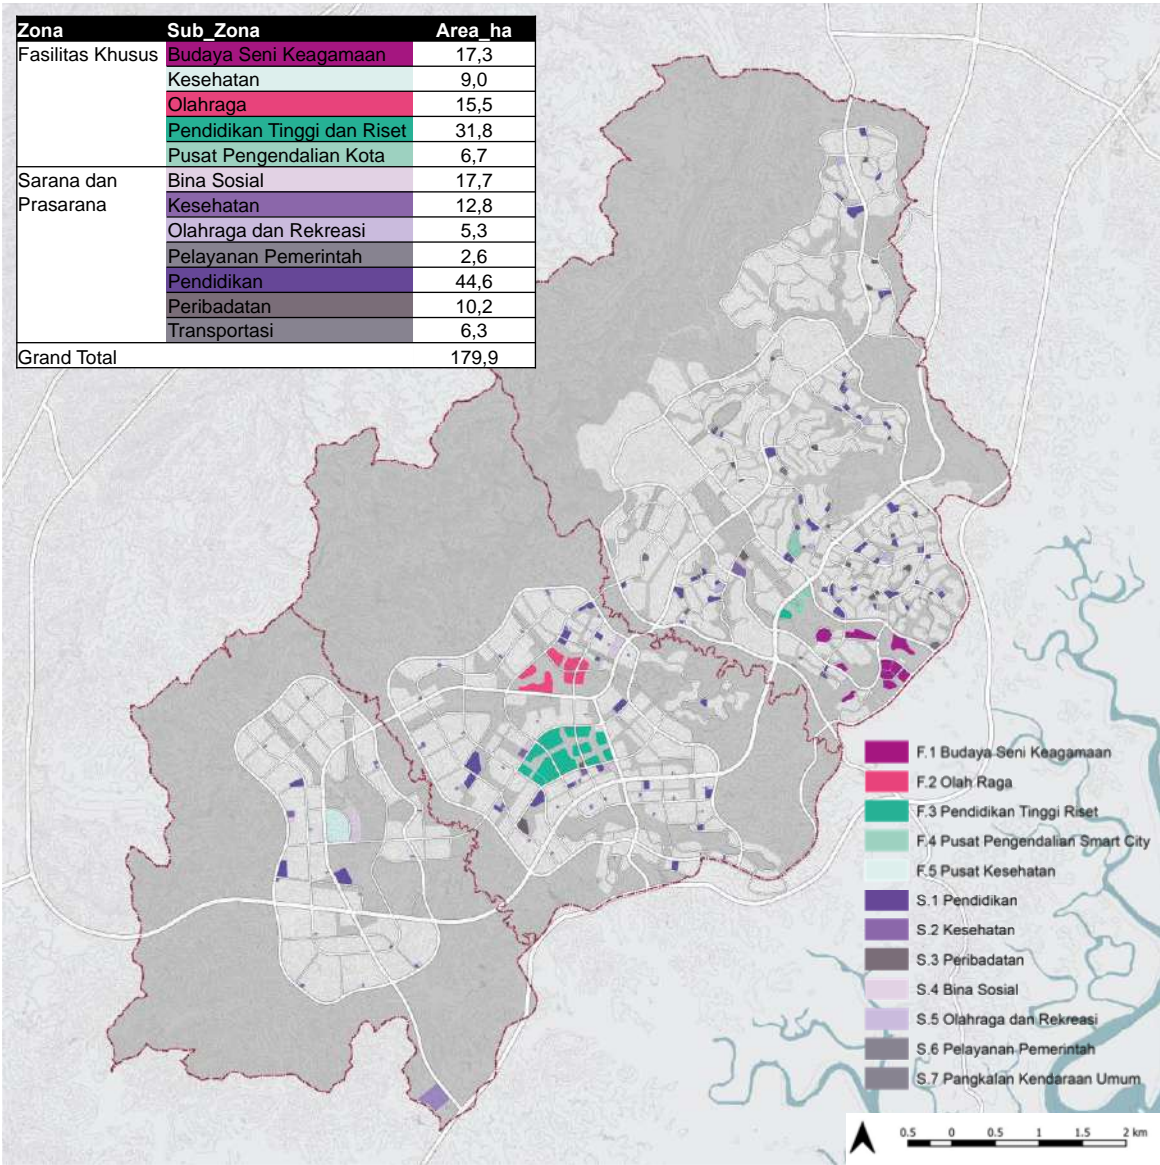 Zona Sub_Zona Area_ha
Fasilitas Khusus Budaya Seni Keagamaan 17,3
Kesehatan 9,0
Olahraga 15,5
Pendidikan Tinggi dan Riset 31,8
Pusat Pengendalian Kota 6,7
Sarana dan Prasarana Bina Sosial 17,7
Kesehatan 12,8
Olahraga dan Rekreasi 5,3
Pelayanan Pemerintah 2,6
Pendidikan 44,6
Peribadatan 10,2
Transportasi 6,3
Grand Total 179,9
F.1 Budaya Seni Keagamaan
F.2 Olah Raga
F.3 Pendidikan Tinggi Riset
F.4 Pusat Pengendalian Smart City
F.5 Pusat Kesehatan
S.1 Pendidikan
S.2 Kesehatan
S.3 Peribadatan
S.4 Bina Sosial
S.5 Olahraga dan Rekreasi
S.6 Pelayanan Pemerintah
S.7 Pangkalan Kendaraan Umum
0.5 0 0.5 1 1.5 2 km